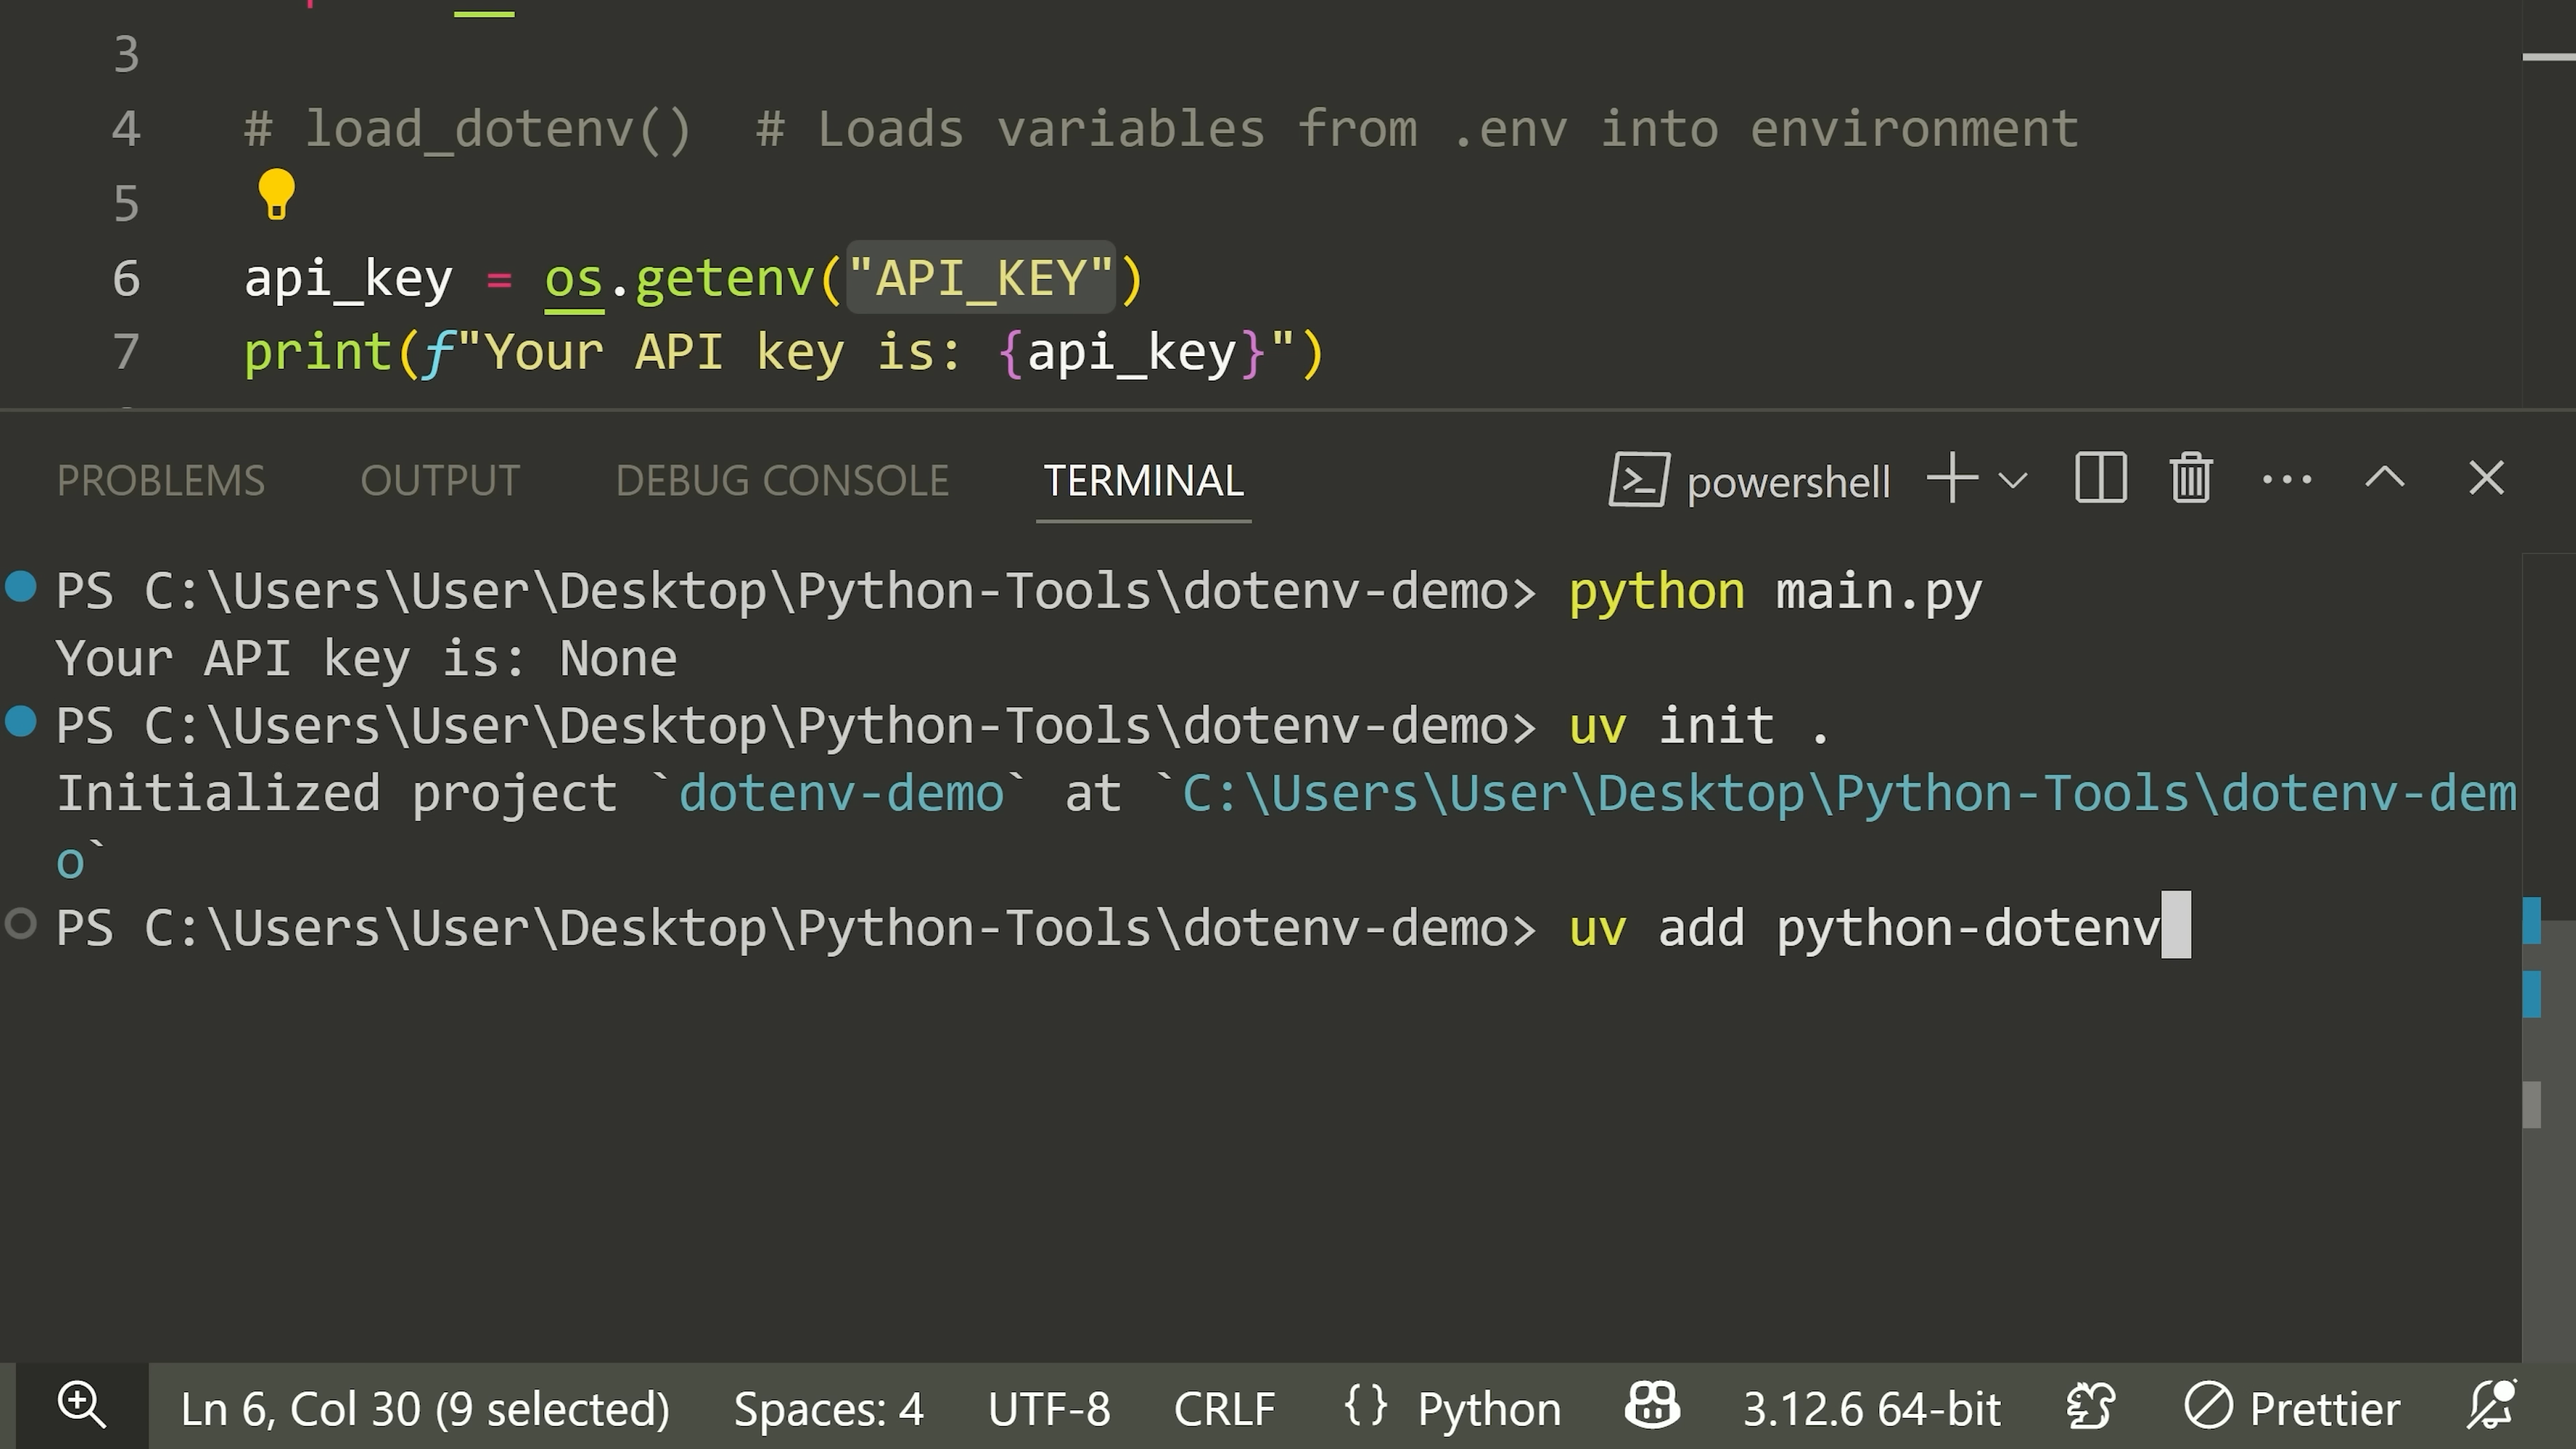 3
4 # load_dotenv()  # Loads variables from .env into environment
5
6 api_key = os.getenv("API_KEY")
7 print(f"Your API key is: {api_key}")
PROBLEMS OUTPUT DEBUG CONSOLE TERMINAL powershell
PS C:\Users\User\Desktop\Python-Tools\dotenv-demo> python main.py
Your API key is: None
PS C:\Users\User\Desktop\Python-Tools\dotenv-demo> uv init .
Initialized project `dotenv-demo` at `C:\Users\User\Desktop\Python-Tools\dotenv-dem
o`
PS C:\Users\User\Desktop\Python-Tools\dotenv-demo> uv add python-dotenv
Ln 6, Col 30 (9 selected) Spaces: 4 UTF-8 CRLF {} Python 3.12.6 64-bit Prettier